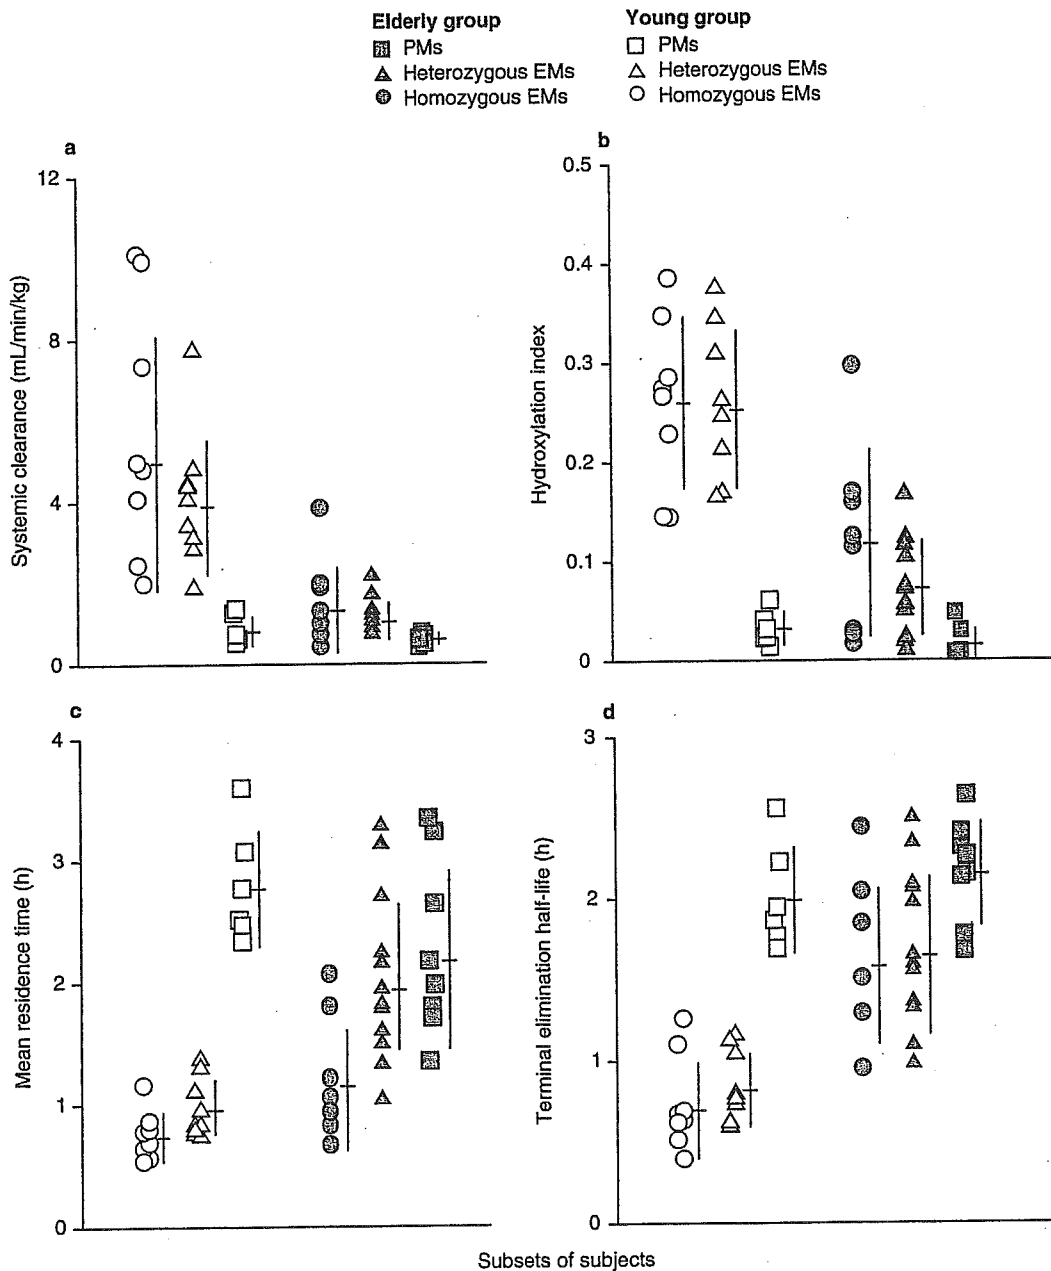 Elderly group
PMs
Heterozygous EMs
Homozygous EMs
Young group
PMs
Heterozygous EMs
Homozygous EMs
a
12
8
4
0
Systemic clearance (mL/min/kg)
b
0.5
0.4
0.3
0.2
0.1
0
Hydroxylation index
c
4
3
2
1
0
Mean residence time (h)
d
3
2
1
0
Terminal elimination half-life (h)
Subsets of subjects